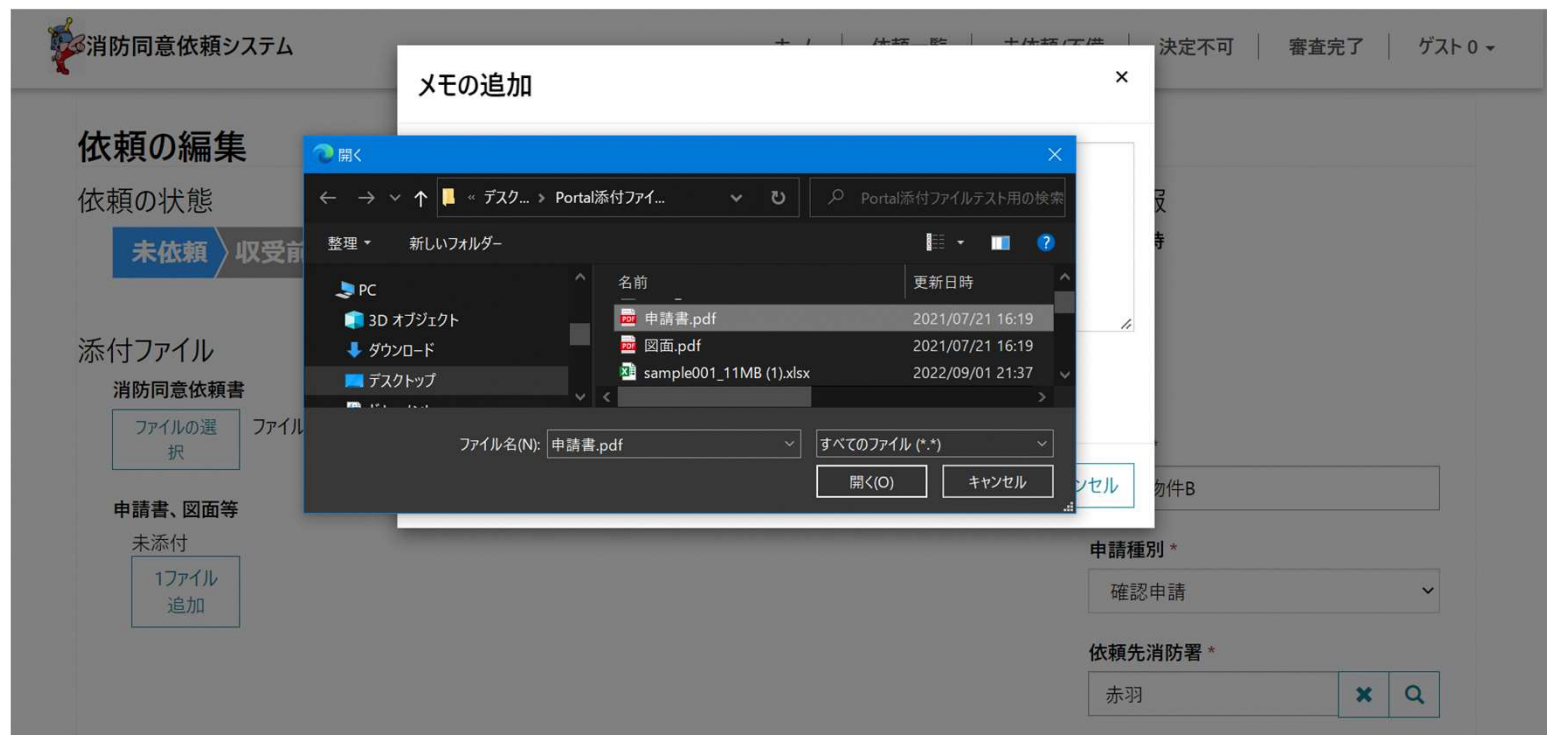 消防同意依頼システム
決定不可
審査完了
ゲスト 0
メモの追加
×
依頼の編集
開く
依頼の状態
« デスク... › Portal添付ファイ...
Portal添付ファイルテスト用の検索
未依頼
収受前
整理
新しいフォルダー
?
名前
更新日時
PC
3D オブジェクト
申請書.pdf
2021/07/21 16:19
ダウンロード
図面.pdf
2021/07/21 16:19
デスクトップ
sample001_11MB (1).xlsx
2022/09/01 21:37
添付ファイル
消防同意依頼書
ファイルの選
択
ファイル
ファイル名(N):
申請書.pdf
すべてのファイル (*.*)
開く(O)
キャンセル
ンセル
物件B
申請書、図面等
未添付
1ファイル
追加
申請種別 *
確認申請
依頼先消防署 *
赤羽